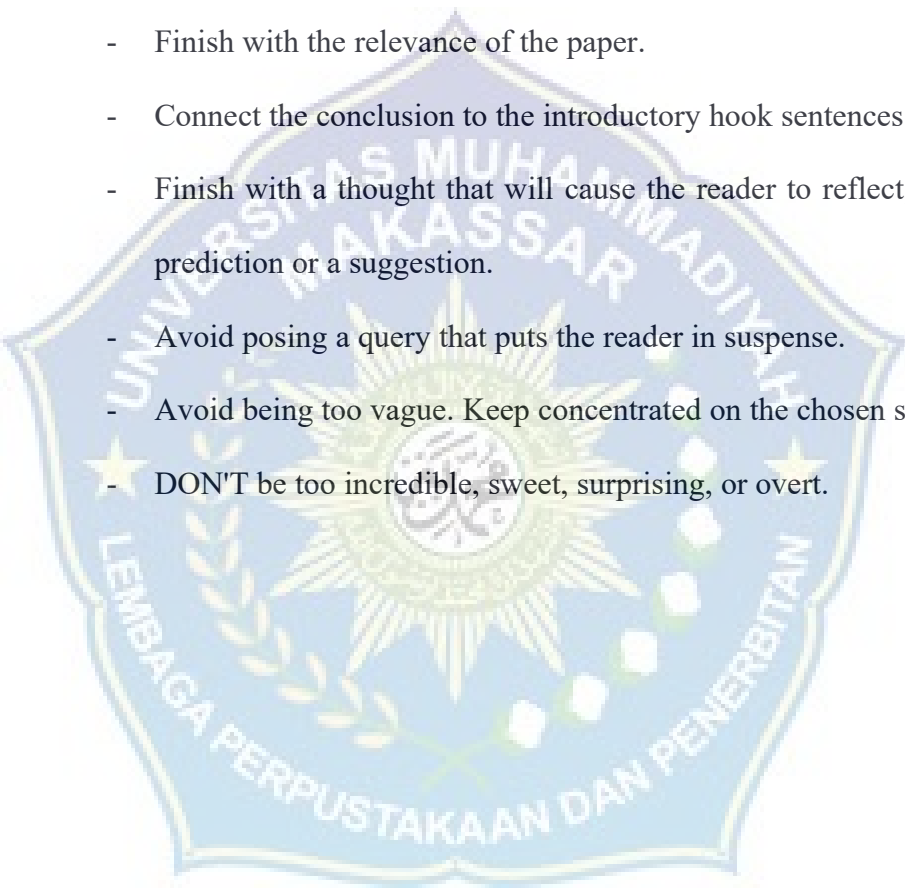 - Finish with the relevance of the paper.
- Connect the conclusion to the introductory hook sentences
- Finish with a thought that will cause the reader to reflect
prediction or a suggestion.
- Avoid posing a query that puts the reader in suspense.
- Avoid being too vague. Keep concentrated on the chosen s
- DON'T be too incredible, sweet, surprising, or overt.
UNIVERSITAS MUHAMMADIYAH
MAKASSAR
LEMBAGA PERPUSTAKAAN DAN PENERBITAN